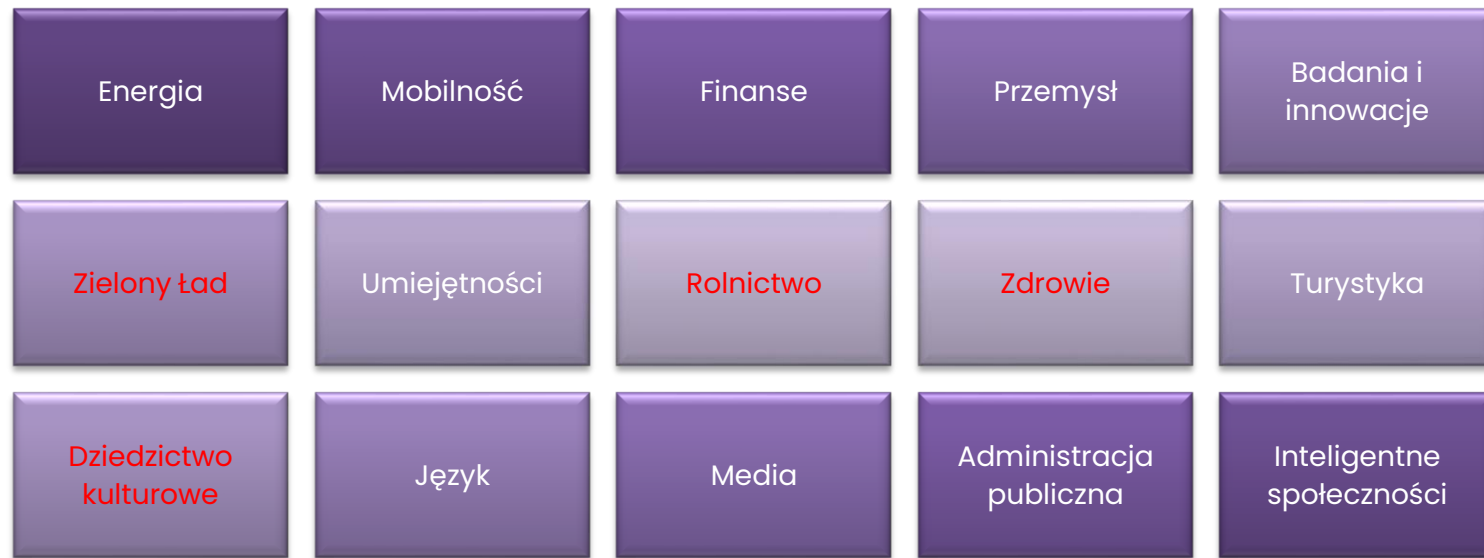 Energia
Mobilność
Finanse
Przemysł
Badania i
innowacje
Zielony Ład
Umiejętności
Rolnictwo
Zdrowie
Turystyka
Dziedzictwo
kulturowe
Język
Media
Administracja
publiczna
Inteligentne
społeczności